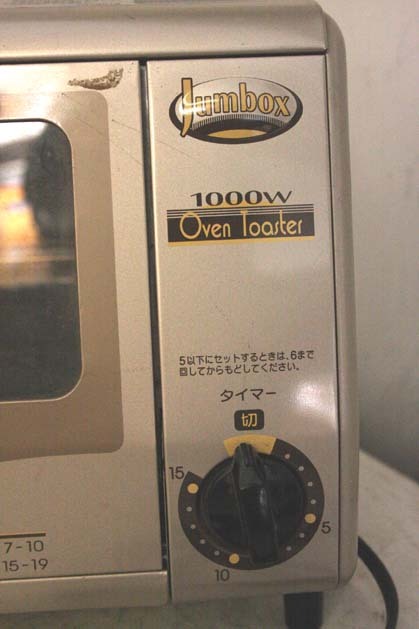 Jumbox
1000W
Oven Toaster
5以下にセットするときは、6まで
回してからもどしてください。
タイマー
切
15
5
10
7-10
15-19